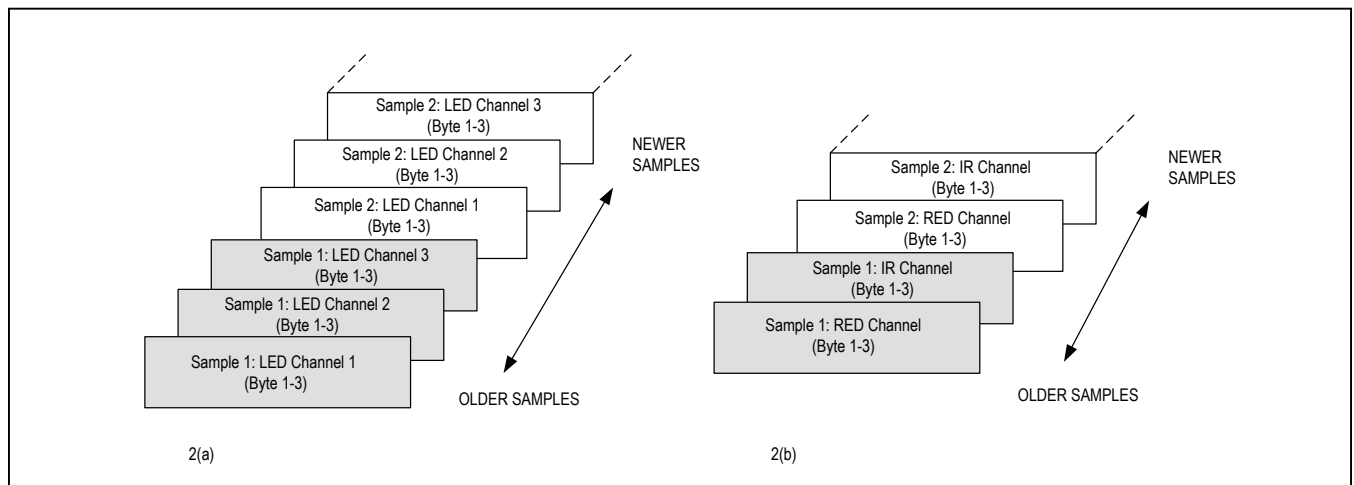 Sample 2: LED Channel 3
(Byte 1-3)
Sample 2: LED Channel 2
(Byte 1-3)
Sample 2: LED Channel 1
(Byte 1-3)
Sample 1: LED Channel 3
(Byte 1-3)
Sample 1: LED Channel 2
(Byte 1-3)
Sample 1: LED Channel 1
(Byte 1-3)
NEWER
SAMPLES
OLDER SAMPLES
2(a)
Sample 2: IR Channel
(Byte 1-3)
Sample 2: RED Channel
(Byte 1-3)
Sample 1: IR Channel
(Byte 1-3)
Sample 1: RED Channel
(Byte 1-3)
NEWER
SAMPLES
OLDER SAMPLES
2(b)